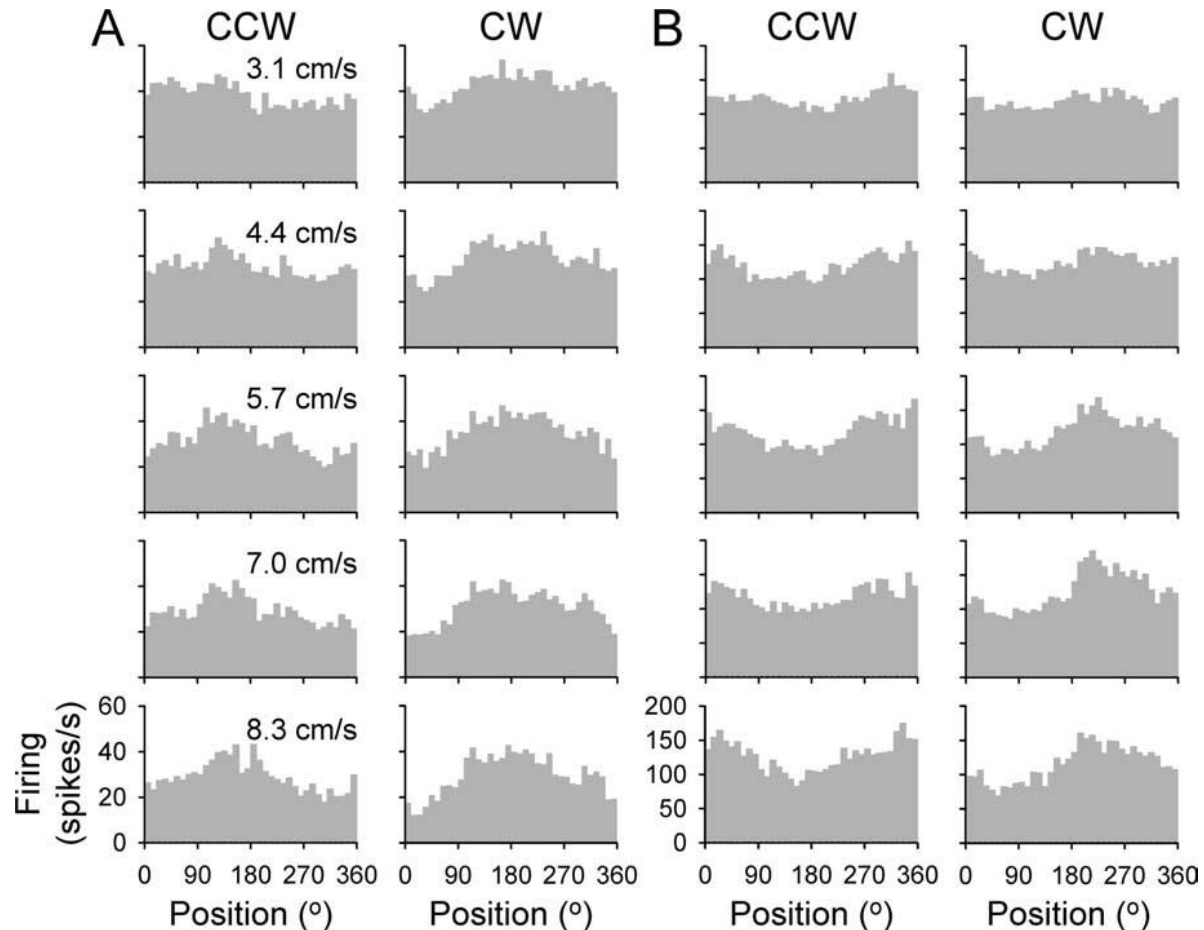 A CCW CW B CCW CW
3.1 cm/s
4.4 cm/s
5.7 cm/s
7.0 cm/s
8.3 cm/s
Firing
(spikes/s)
60
40
20
0
200
150
100
50
0
0 90 180 270 360 0 90 180 270 360 0 90 180 270 360 0 90 180 270 360
Position (º) Position (º) Position (º) Position (º)